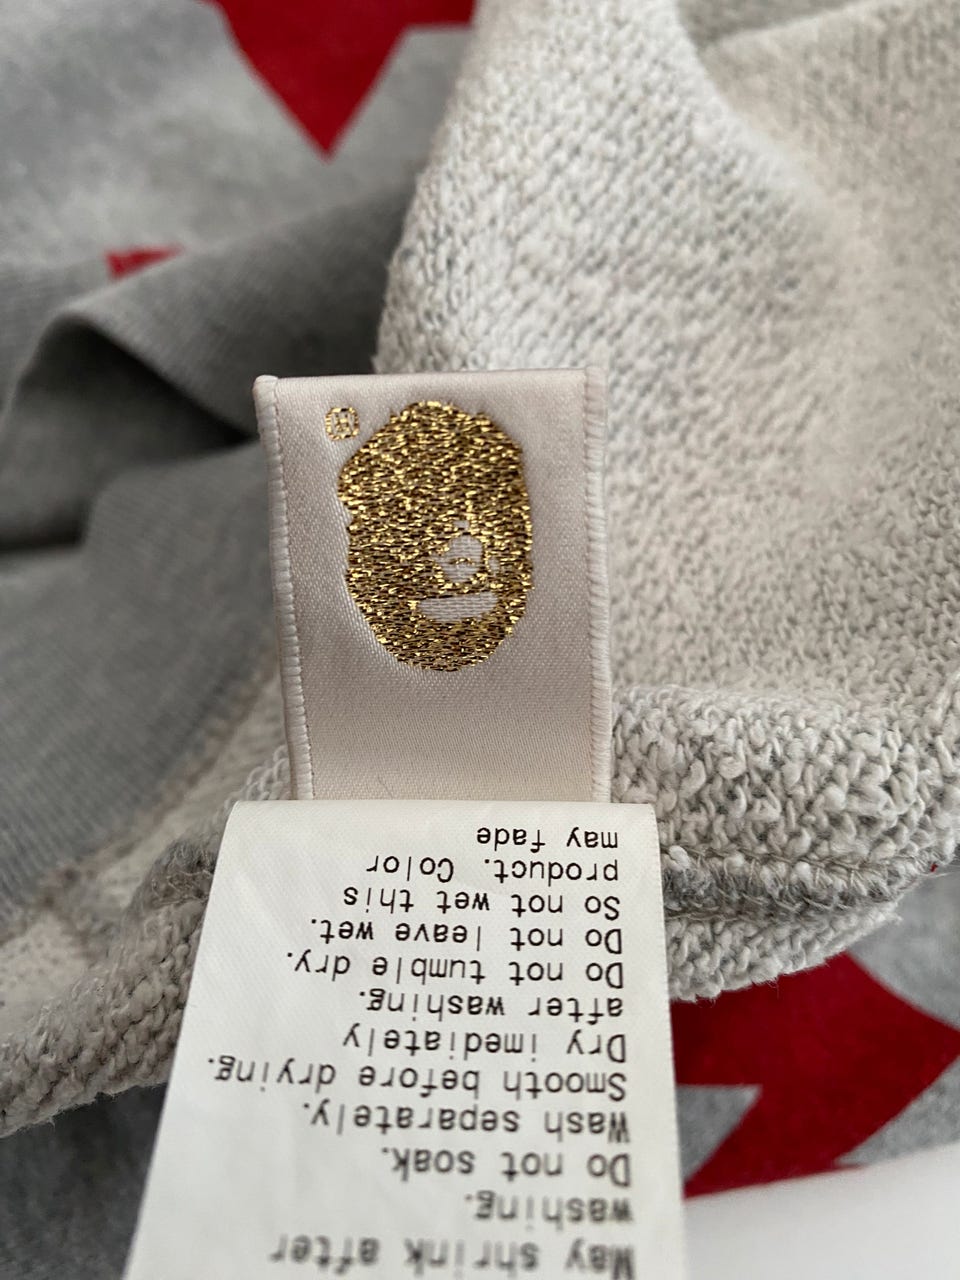 May shrink after
washing.
Do not soak.
Wash separately.
Smooth before drying.
Dry imediately
after washing.
Do not tumble dry.
Do not leave wet.
So not wet this
product. Color
may fade